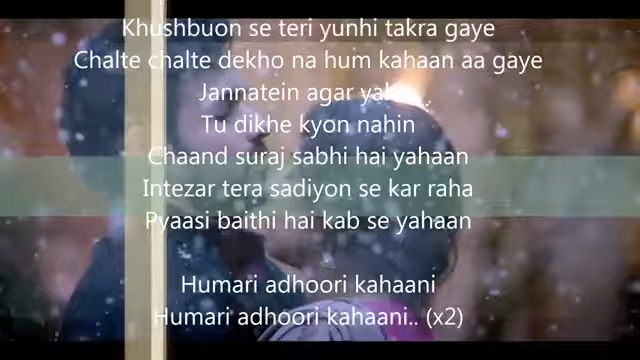 Khushbuon se teri yunhi takra gaye
Chalte chalte dekho na hum kahaan aa gaye
Jannatein agar
Tu dikhe kyon nahin
Chaand suraj sabhi hai yahaan
Intezar tera sadiyon se kar raha
Pyaasi baithi hai kab se yahaan
Humari adhoori kahaani
Humari adhoori kahaani.. (x2)